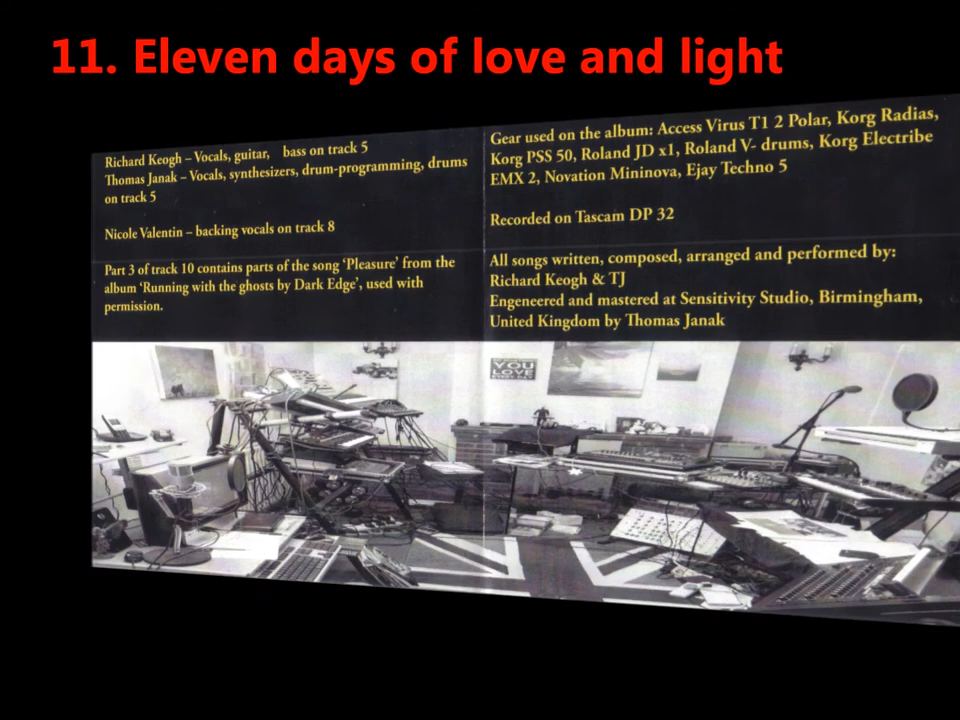 11. Eleven days of love and light
Richard Keogh – Vocals, guitar, bass on track 5
Thomas Janak – Vocals, synthesizers, drum-programming, drums
on track 5
Nicole Valentin – backing vocals on track 8
Part 3 of track 10 contains parts of the song ‘Pleasure’ from the
album ‘Running with the ghosts by Dark Edge’, used with
permission.
Gear used on the album: Access Virus T1 2 Polar, Korg Radias,
Korg PSS 50, Roland JD x1, Roland V- drums, Korg Electribe
EMX 2, Novation Mininova, Ejay Techno 5
Recorded on Tascam DP 32
All songs written, composed, arranged and performed by:
Richard Keogh & TJ
Engeneered and mastered at Sensitivity Studio, Birmingham,
United Kingdom by Thomas Janak
YOU
LOVE
EVERY DAY